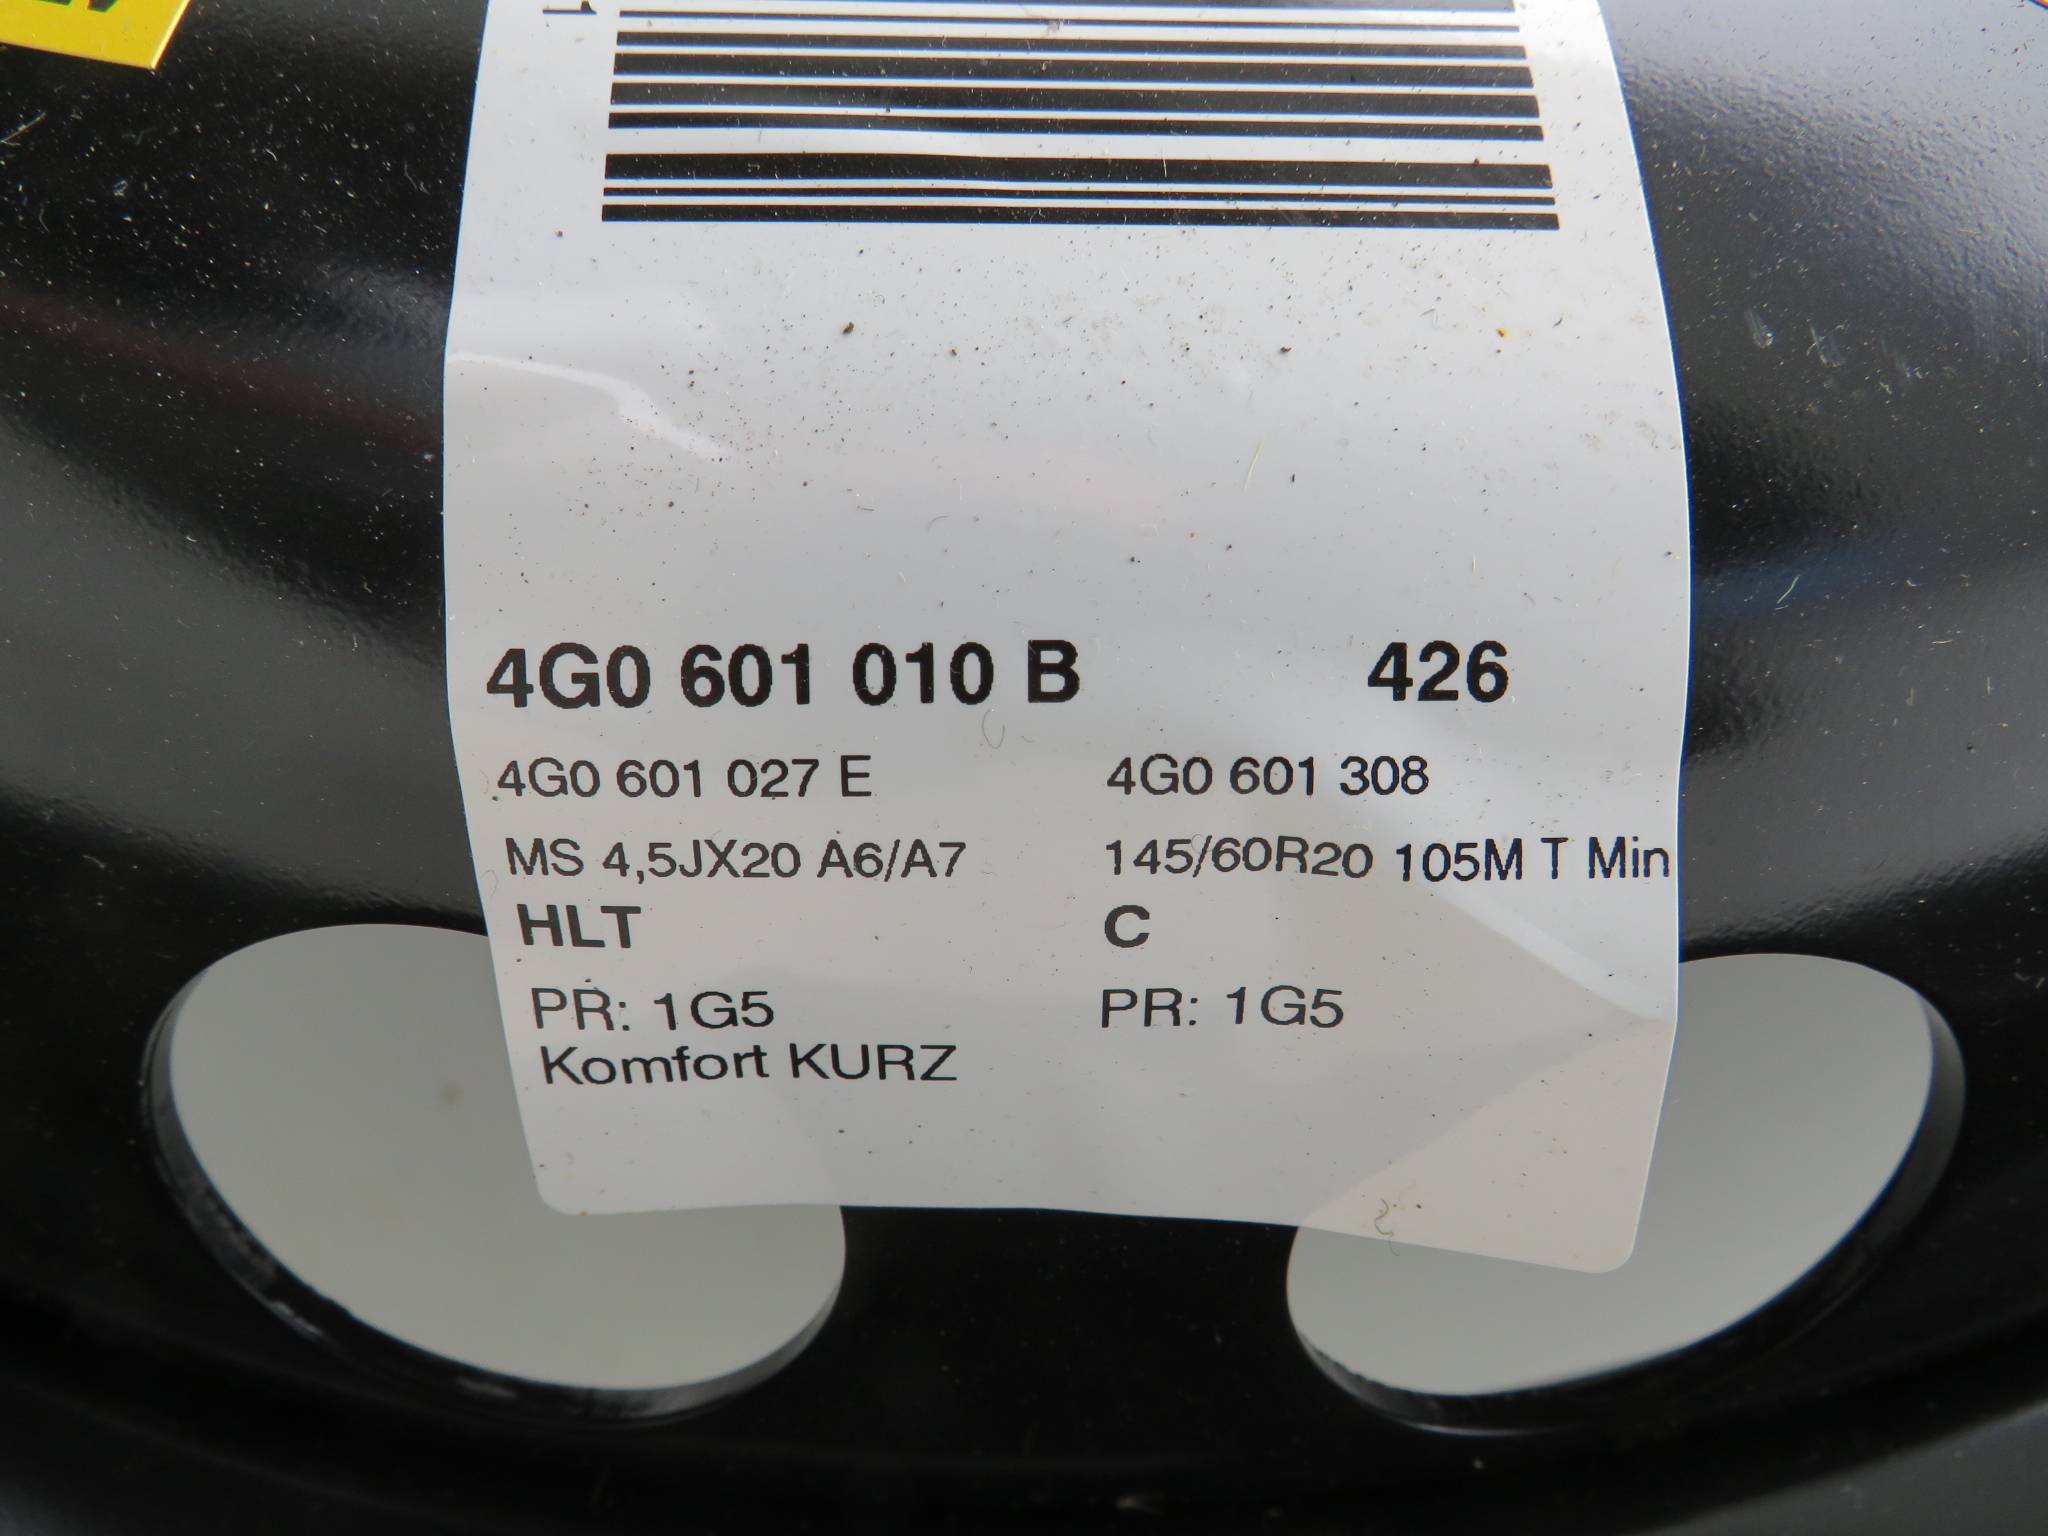 4G0 601 010 B 426
4G0 601 027 E 4G0 601 308
MS 4,5JX20 A6/A7 145/60R20 105M T Min
HLT C
PR: 1G5 PR: 1G5
Komfort KURZ